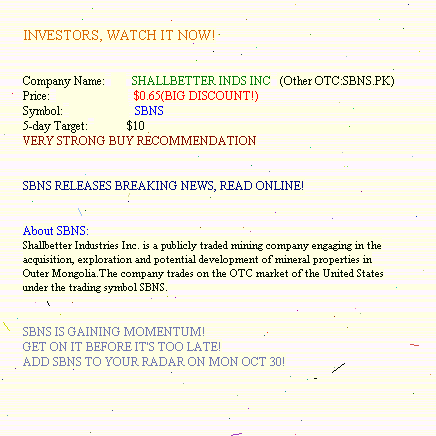 INVESTORS, WATCH IT NOW!
Company Name: SHALLBETTER INDS INC (Other OTC:SBNS.PK)
Price: $0.65(BIG DISCOUNT!)
Symbol: SBNS
5-day Target: $10
VERY STRONG BUY RECOMMENDATION
SBNS RELEASES BREAKING NEWS, READ ONLINE!
About SBNS:
Shallbetter Industries Inc. is a publicly traded mining company engaging in the
acquisition, exploration and potential development of mineral properties in
Outer Mongolia.The company trades on the OTC market of the United States
under the trading symbol SBNS.
SBNS IS GAINING MOMENTUM!
GET ON IT BEFORE IT'S TOO LATE!
ADD SBNS TO YOUR RADAR ON MON OCT 30!